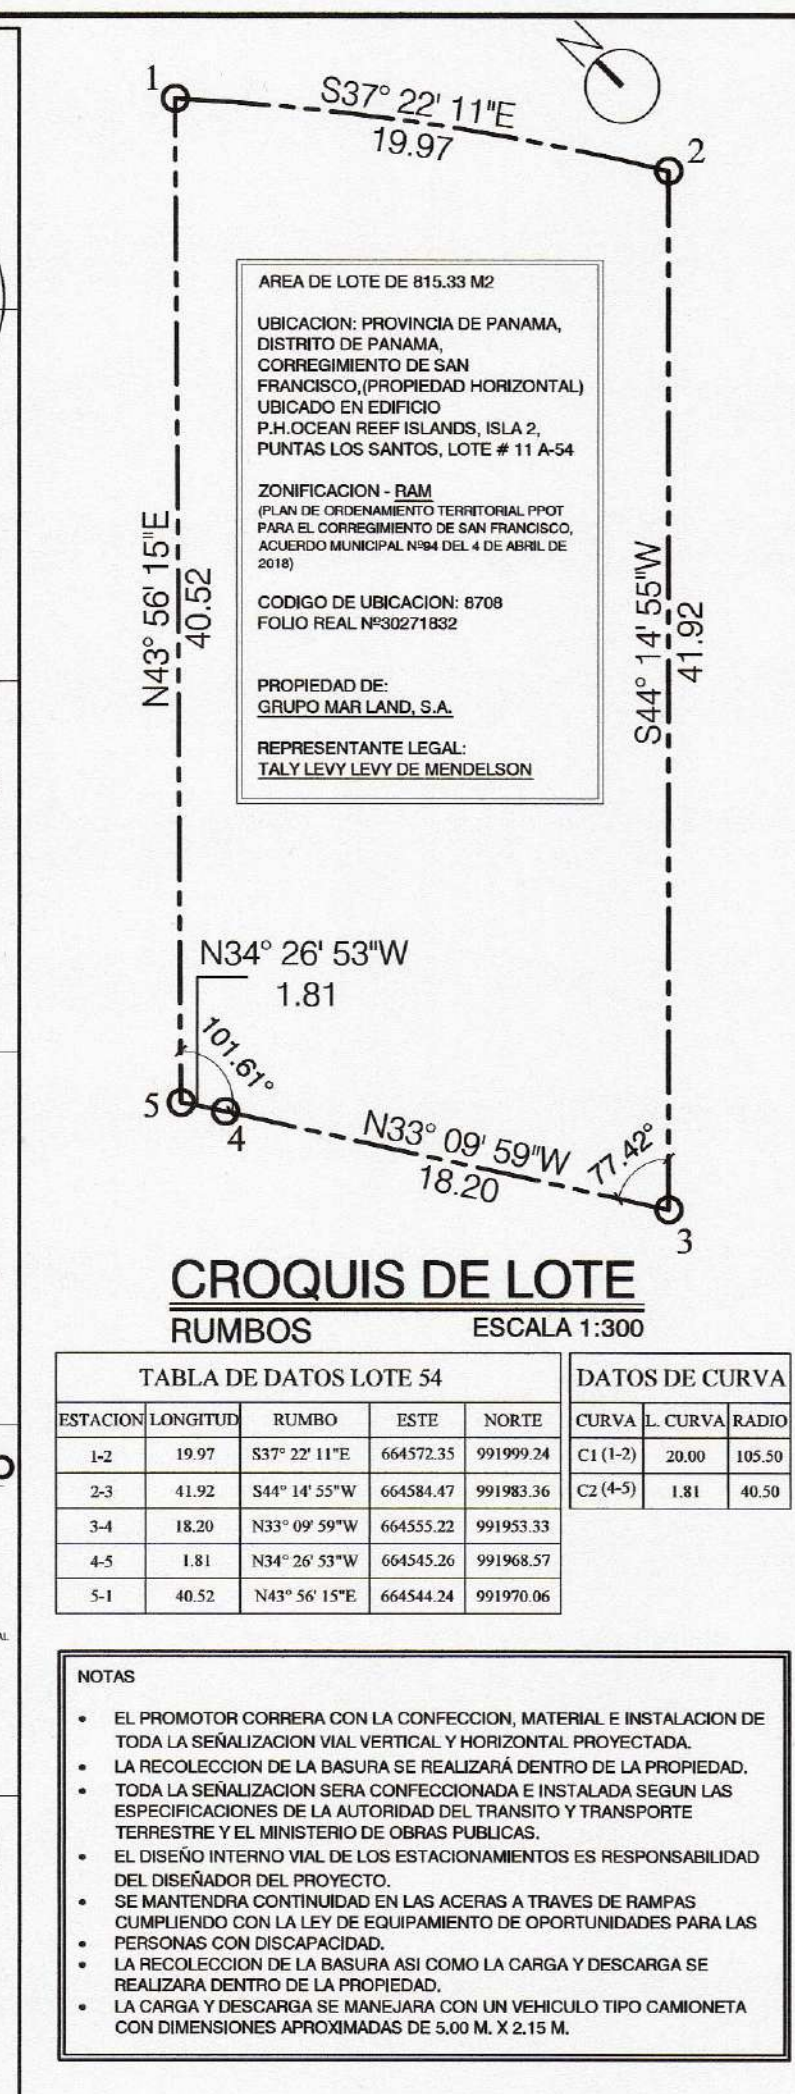 N
1
S37° 22' 11"E
19.97
2
AREA DE LOTE DE 815.33 M2
UBICACION: PROVINCIA DE PANAMA,
DISTRITO DE PANAMA,
CORREGIMIENTO DE SAN
FRANCISCO,(PROPIEDAD HORIZONTAL)
UBICADO EN EDIFICIO
P.H.OCEAN REEF ISLANDS, ISLA 2,
PUNTAS LOS SANTOS, LOTE # 11 A-54
ZONIFICACION - RAM
(PLAN DE ORDENAMIENTO TERRITORIAL PPOT
PARA EL CORREGIMIENTO DE SAN FRANCISCO,
ACUERDO MUNICIPAL Nº94 DEL 4 DE ABRIL DE
2018)
CODIGO DE UBICACION: 8708
FOLIO REAL Nº30271832
PROPIEDAD DE:
GRUPO MAR LAND, S.A.
REPRESENTANTE LEGAL:
TALY LEVY LEVY DE MENDELSON
N43° 56' 15"E
40.52
S44° 14' 55"W
41.92
N34° 26' 53"W
1.81
101.61°
5
4
N33° 09' 59"W
18.20
77.42°
3
CROQUIS DE LOTE
RUMBOS ESCALA 1:300
TABLA DE DATOS LOTE 54
ESTACION LONGITUD RUMBO ESTE NORTE
1-2 19.97 S37° 22' 11"E 664572.35 991999.24
2-3 41.92 S44° 14' 55"W 664584.47 991983.36
3-4 18.20 N33° 09' 59"W 664555.22 991953.33
4-5 1.81 N34° 26' 53"W 664545.26 991968.57
5-1 40.52 N43° 56' 15"E 664544.24 991970.06
DATOS DE CURVA
CURVA L. CURVA RADIO
C1 (1-2) 20.00 105.50
C2 (4-5) 1.81 40.50
NOTAS
• EL PROMOTOR CORRERA CON LA CONFECCION, MATERIAL E INSTALACION DE
TODA LA SEÑALIZACION VIAL VERTICAL Y HORIZONTAL PROYECTADA.
• LA RECOLECCION DE LA BASURA SE REALIZARÁ DENTRO DE LA PROPIEDAD.
• TODA LA SEÑALIZACION SERA CONFECCIONADA E INSTALADA SEGUN LAS
ESPECIFICACIONES DE LA AUTORIDAD DEL TRANSITO Y TRANSPORTE
TERRESTRE Y EL MINISTERIO DE OBRAS PUBLICAS.
• EL DISEÑO INTERNO VIAL DE LOS ESTACIONAMIENTOS ES RESPONSABILIDAD
DEL DISEÑADOR DEL PROYECTO.
• SE MANTENDRA CONTINUIDAD EN LAS ACERAS A TRAVES DE RAMPAS
CUMPLIENDO CON LA LEY DE EQUIPAMIENTO DE OPORTUNIDADES PARA LAS
• PERSONAS CON DISCAPACIDAD.
• LA RECOLECCION DE LA BASURA ASI COMO LA CARGA Y DESCARGA SE
REALIZARA DENTRO DE LA PROPIEDAD.
• LA CARGA Y DESCARGA SE MANEJARA CON UN VEHICULO TIPO CAMIONETA
CON DIMENSIONES APROXIMADAS DE 5.00 M. X 2.15 M.